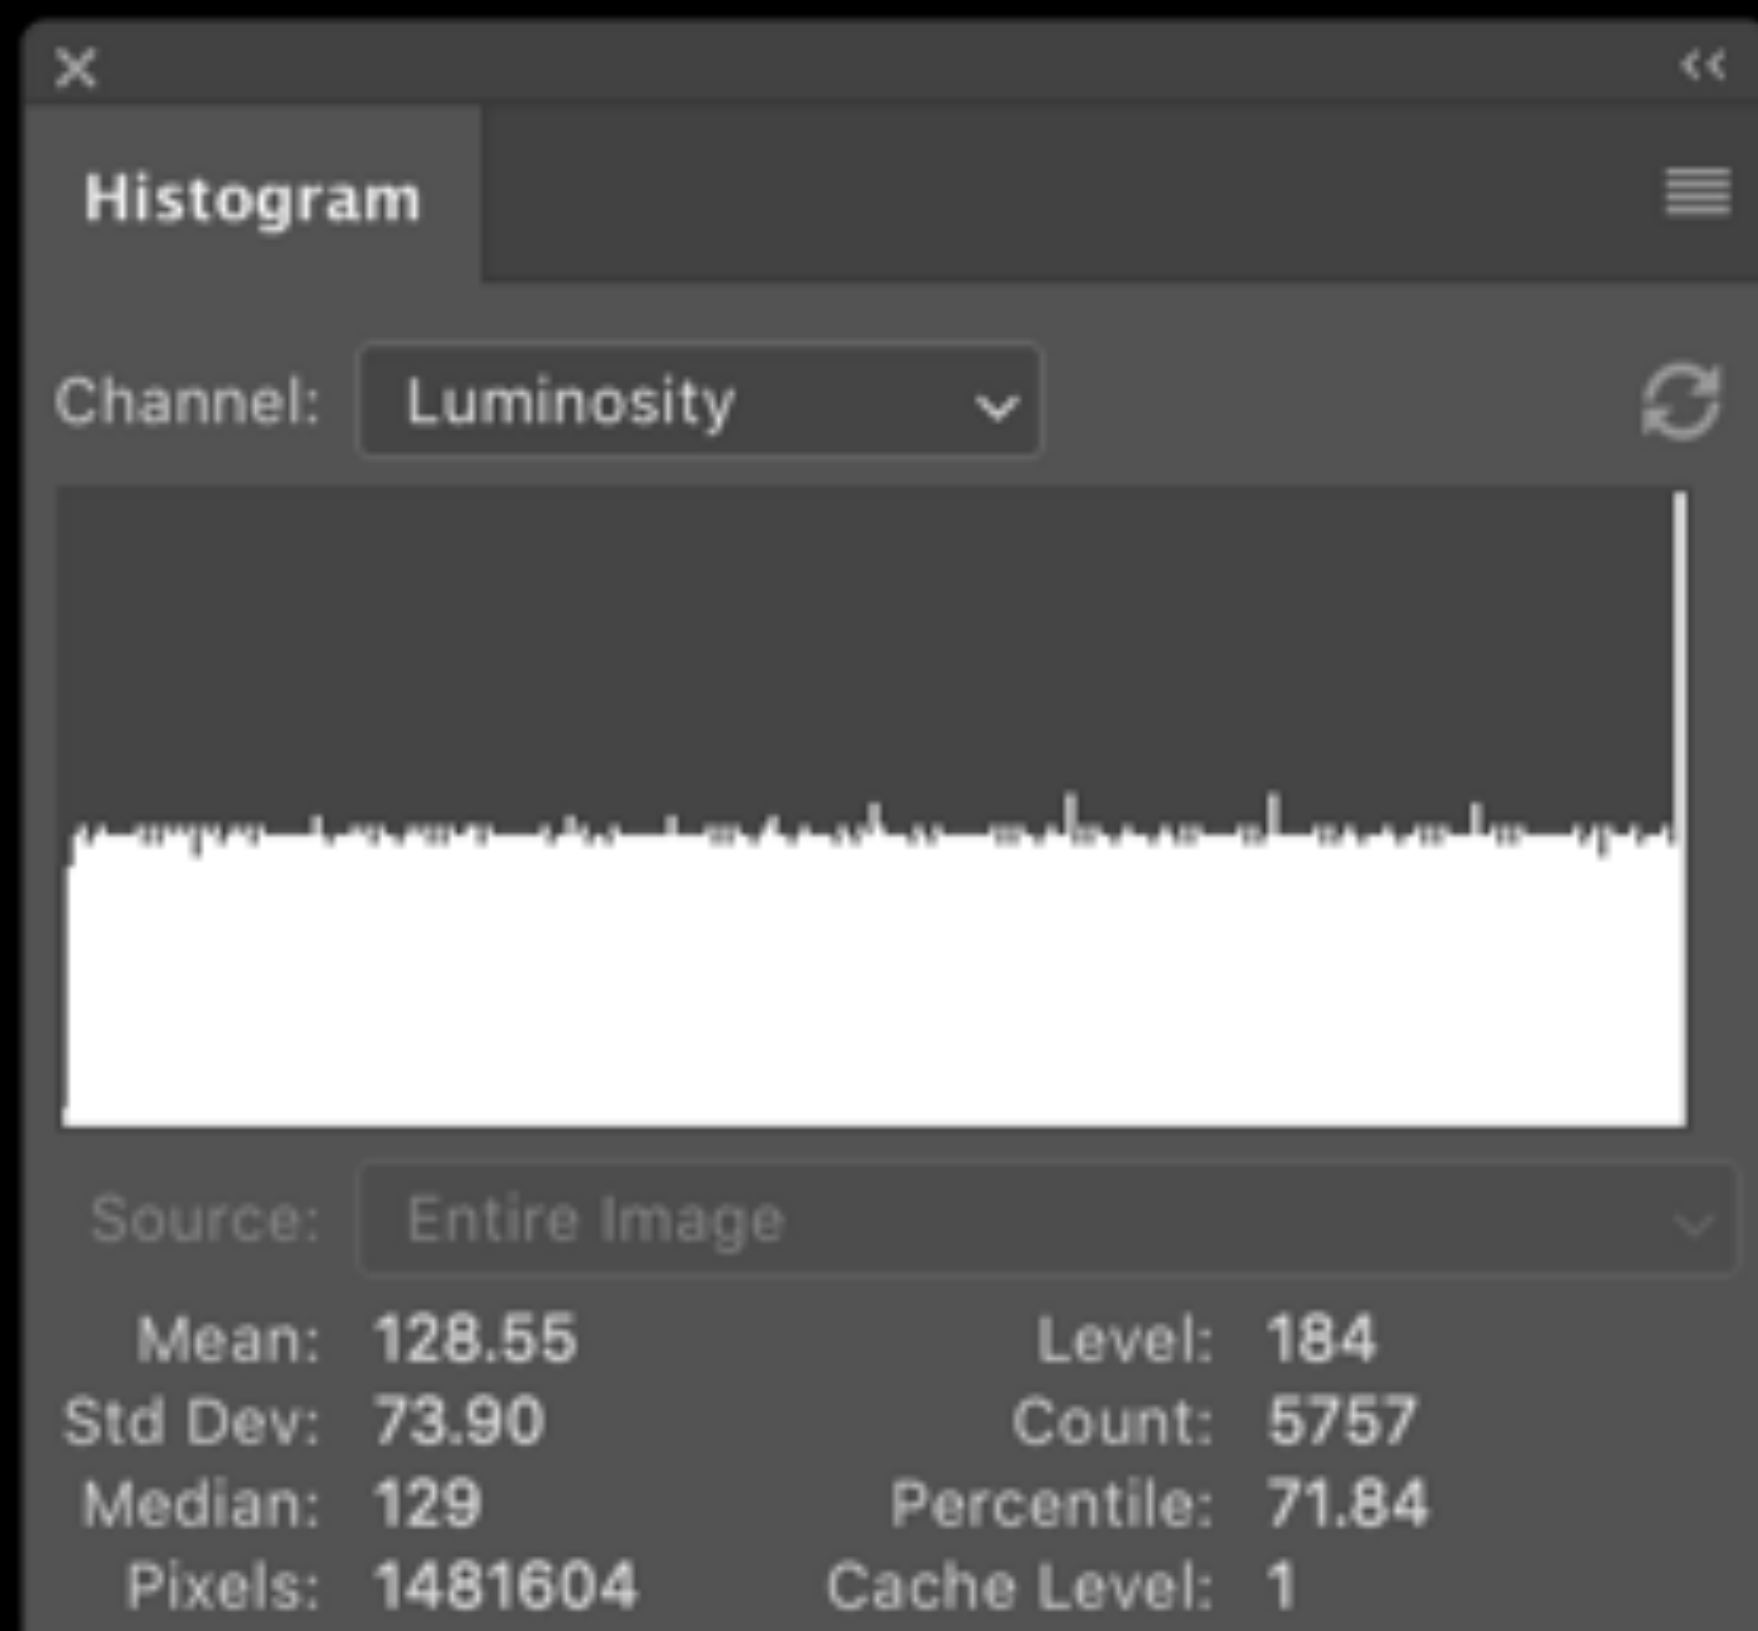 Histogram
Channel: Luminosity
Source: Entire Image
Mean: 128.55 Level: 184
Std Dev: 73.90 Count: 5757
Median: 129 Percentile: 71.84
Pixels: 1481604 Cache Level: 1